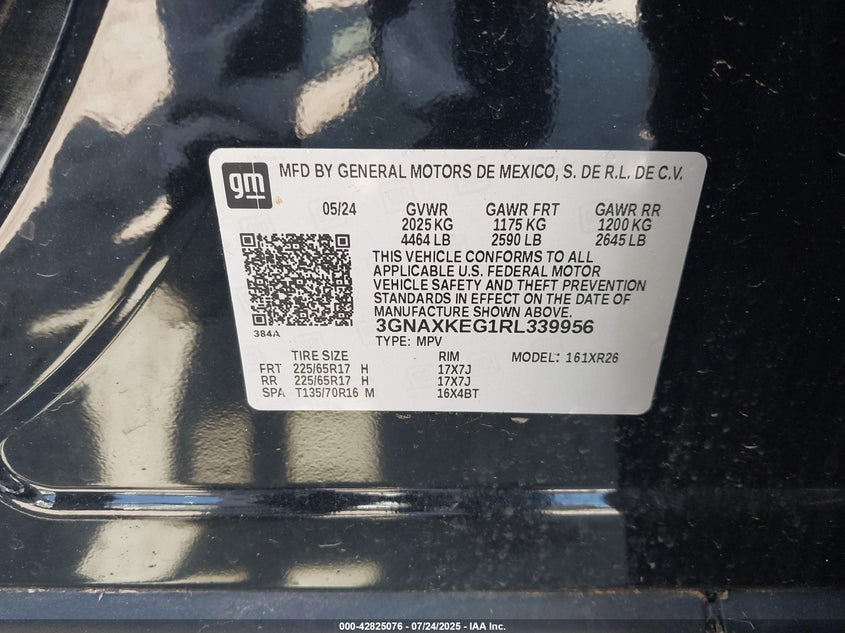 gm
MFD BY GENERAL MOTORS DE MEXICO, S. DE R.L. DE C.V.
05/24 GVWR GAWR FRT GAWR RR
2025 KG 1175 KG 1200 KG
4464 LB 2590 LB 2645 LB
THIS VEHICLE CONFORMS TO ALL
APPLICABLE U.S. FEDERAL MOTOR
VEHICLE SAFETY AND THEFT PREVENTION
STANDARDS IN EFFECT ON THE DATE OF
MANUFACTURE SHOWN ABOVE.
384A
3GNAXKEG1RL339956
TYPE: MPV
TIRE SIZE RIM MODEL: 161XR26
FRT 225/65R17 H 17X7J
RR 225/65R17 H 17X7J
SPA T135/70R16 M 16X4BT
000-42825076 - 07/24/2025 - IAA Inc.